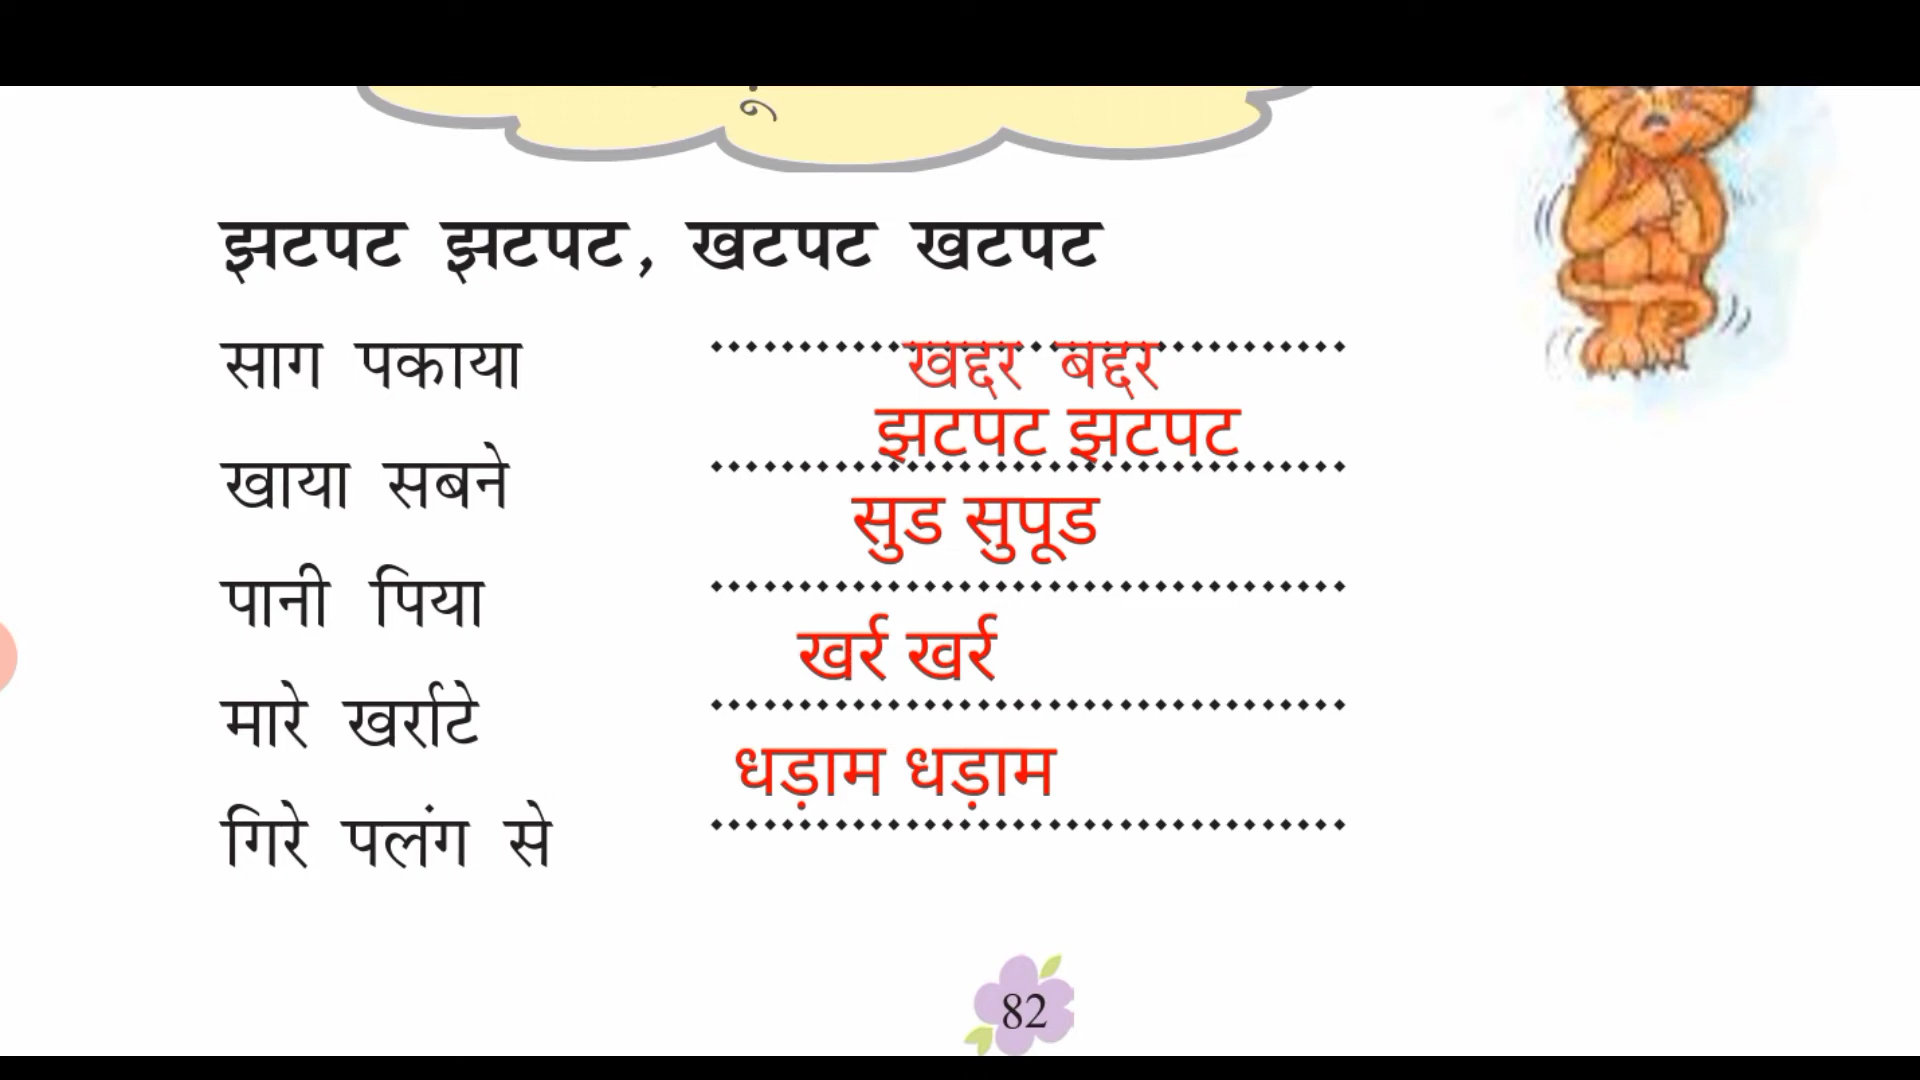 झटपट झटपट, खटपट खटपट
साग पकाया खद्दर बद्दर
खाया सबने झटपट झटपट
पानी पिया सुड सुपूड
मारे खर्राटे खर्र खर्र
गिरे पलंग से धड़ाम धड़ाम
82